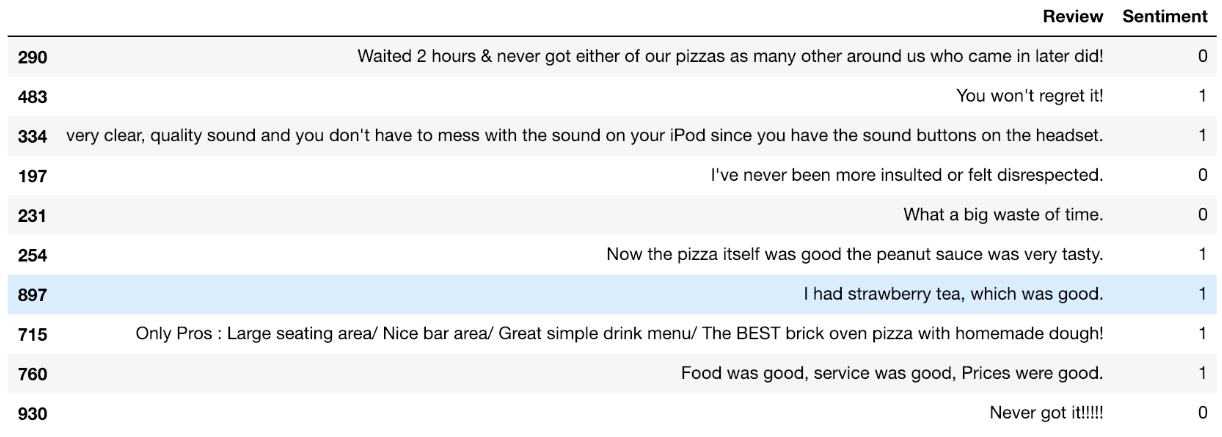 Review Sentiment
290 Waited 2 hours & never got either of our pizzas as many other around us who came in later did! 0
483 You won't regret it! 1
334 very clear, quality sound and you don't have to mess with the sound on your iPod since you have the sound buttons on the headset. 1
197 I've never been more insulted or felt disrespected. 0
231 What a big waste of time. 0
254 Now the pizza itself was good the peanut sauce was very tasty. 1
897 I had strawberry tea, which was good. 1
715 Only Pros : Large seating area/ Nice bar area/ Great simple drink menu/ The BEST brick oven pizza with homemade dough! 1
760 Food was good, service was good, Prices were good. 1
930 Never got it!!!!! 0